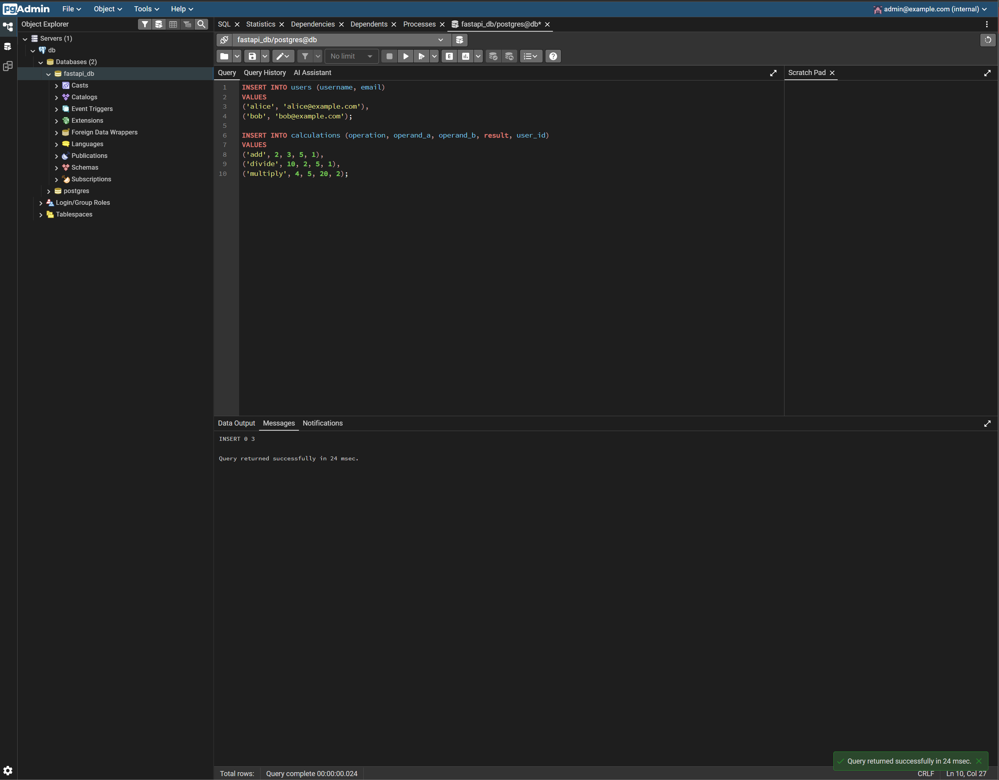 pgAdmin File Object Tools Help admin@example.com (internal)
Object Explorer
Servers (1)
db
Databases (2)
fastapi_db
Casts
Catalogs
Event Triggers
Extensions
Foreign Data Wrappers
Languages
Publications
Schemas
Subscriptions
postgres
Login/Group Roles
Tablespaces
SQL Statistics Dependencies Dependents Processes fastapi_db/postgres@db*
fastapi_db/postgres@db
No limit E
Query Query History AI Assistant
Scratch Pad
1 INSERT INTO users (username, email)
2 VALUES
3 ('alice', 'alice@example.com'),
4 ('bob', 'bob@example.com');
5
6 INSERT INTO calculations (operation, operand_a, operand_b, result, user_id)
7 VALUES
8 ('add', 2, 3, 5, 1),
9 ('divide', 10, 2, 5, 1),
10 ('multiply', 4, 5, 20, 2);
Data Output Messages Notifications
INSERT 0 3
Query returned successfully in 24 msec.
Query returned successfully in 24 msec.
Total rows: Query complete 00:00:00.024 CRLF Ln 10, Col 27